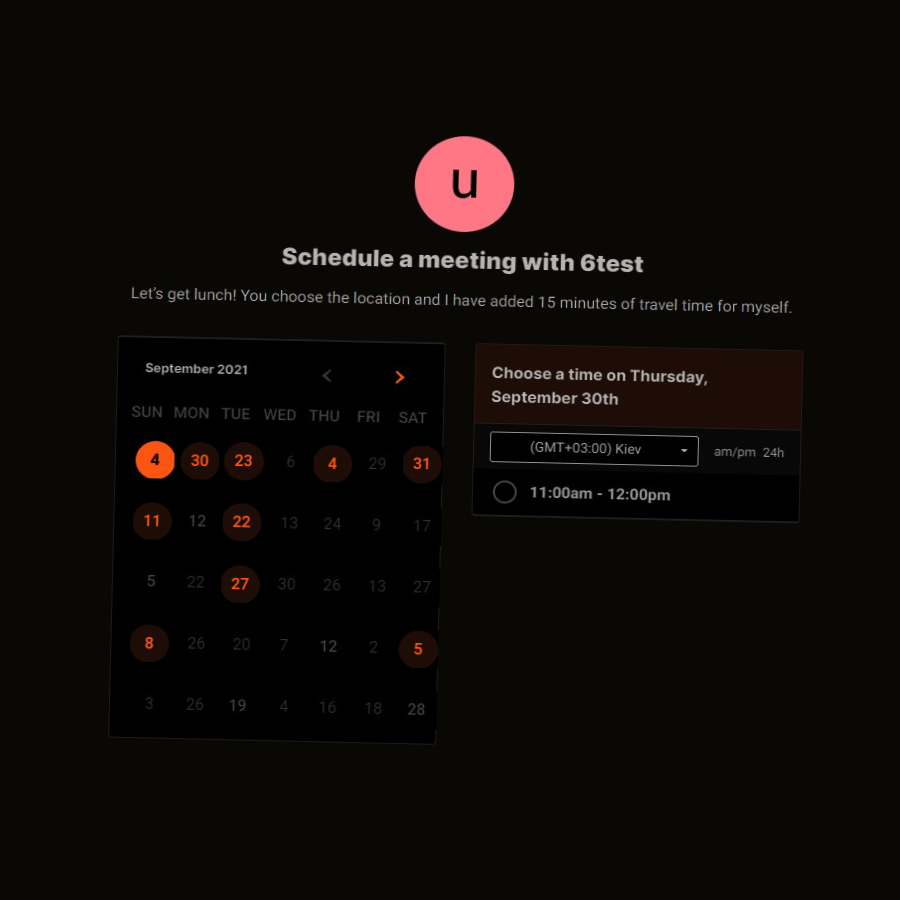 u
Schedule a meeting with 6test
Let's get lunch! You choose the location and I have added 15 minutes of travel time for myself.
September 2021
SUN MON TUE WED THU FRI SAT
4 30 23 6 4 29 31
11 12 22 13 24 9 17
5 22 27 30 26 13 27
8 26 20 7 12 2 5
3 26 19 4 16 18 28
Choose a time on Thursday,
September 30th
(GMT+03:00) Kiev am/pm 24h
11:00am - 12:00pm